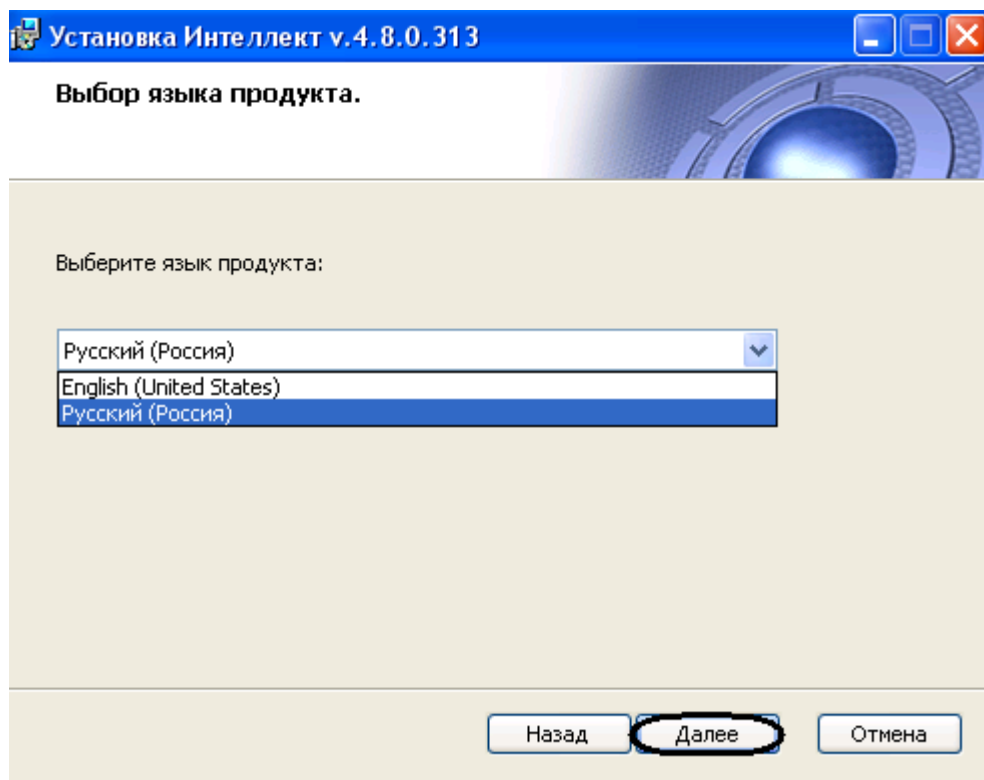 Установка Интеллект v.4.8.0.313
Выбор языка продукта.
Выберите язык продукта:
Русский (Россия)
English (United States)
Русский (Россия)
Назад Далее Отмена